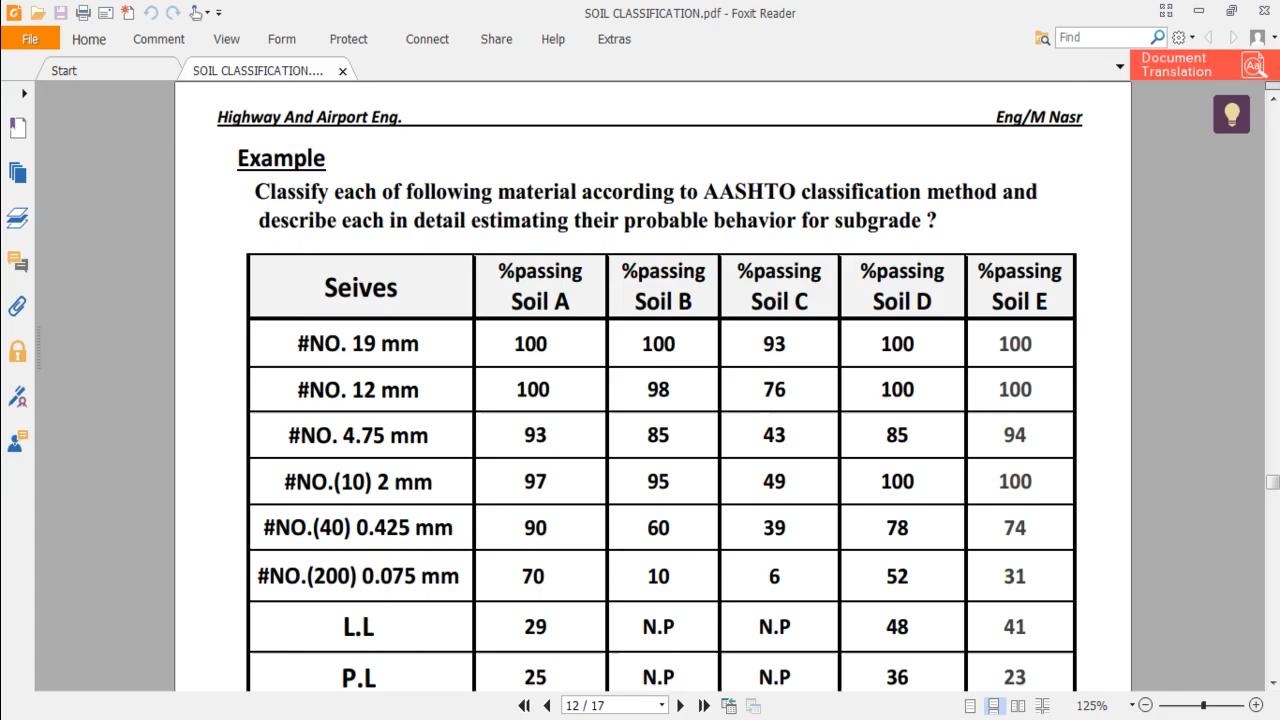 SOIL CLASSIFICATION.pdf - Foxit Reader
File Home Comment View Form Protect Connect Share Help Extras Find
Start SOIL CLASSIFICATION.... Document
Translation
Highway And Airport Eng. Eng/M Nasr
Example
Classify each of following material according to AASHTO classification method and
describe each in detail estimating their probable behavior for subgrade ?
Seives %passing Soil A %passing Soil B %passing Soil C %passing Soil D %passing Soil E
#NO. 19 mm 100 100 93 100 100
#NO. 12 mm 100 98 76 100 100
#NO. 4.75 mm 93 85 43 85 94
#NO.(10) 2 mm 97 95 49 100 100
#NO.(40) 0.425 mm 90 60 39 78 74
#NO.(200) 0.075 mm 70 10 6 52 31
L.L 29 N.P N.P 48 41
P.L 25 N.P N.P 36 23
12 / 17 125%